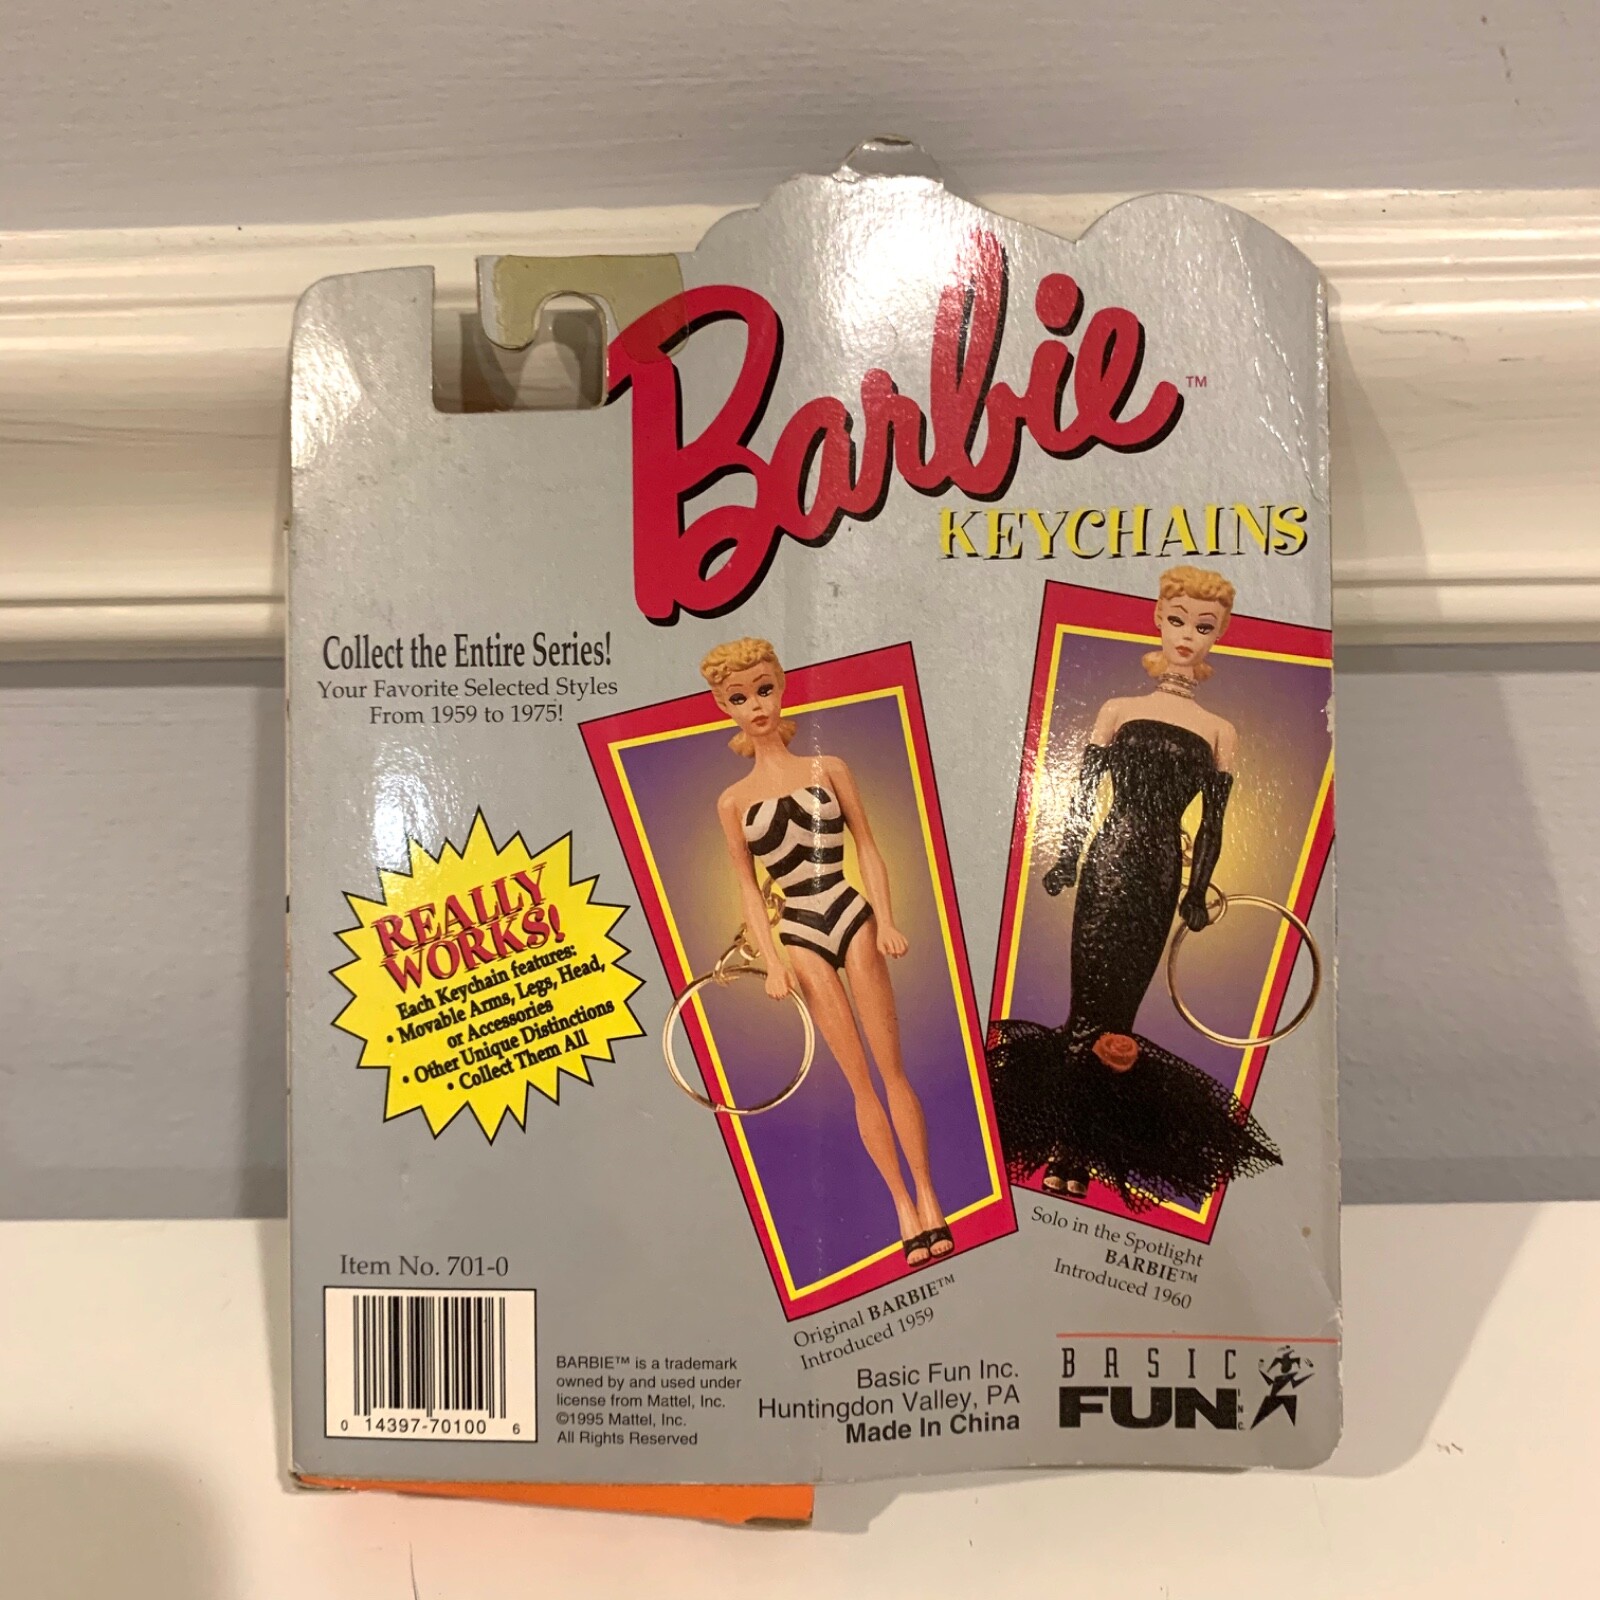 Barbie™
KEYCHAINS
Collect the Entire Series!
Your Favorite Selected Styles
From 1959 to 1975!
REALLY
WORKS!
Each Keychain features:
• Movable Arms, Legs, Head,
or Accessories
• Other Unique Distinctions
• Collect Them All
Solo in the Spotlight
BARBIE™
Introduced 1960
Original BARBIE™
Introduced 1959
Item No. 701-0
0 14397-70100 6
BARBIE™ is a trademark
owned by and used under
license from Mattel, Inc.
©1995 Mattel, Inc.
All Rights Reserved
Basic Fun Inc.
Huntingdon Valley, PA
Made In China
BASIC
FUN INC.